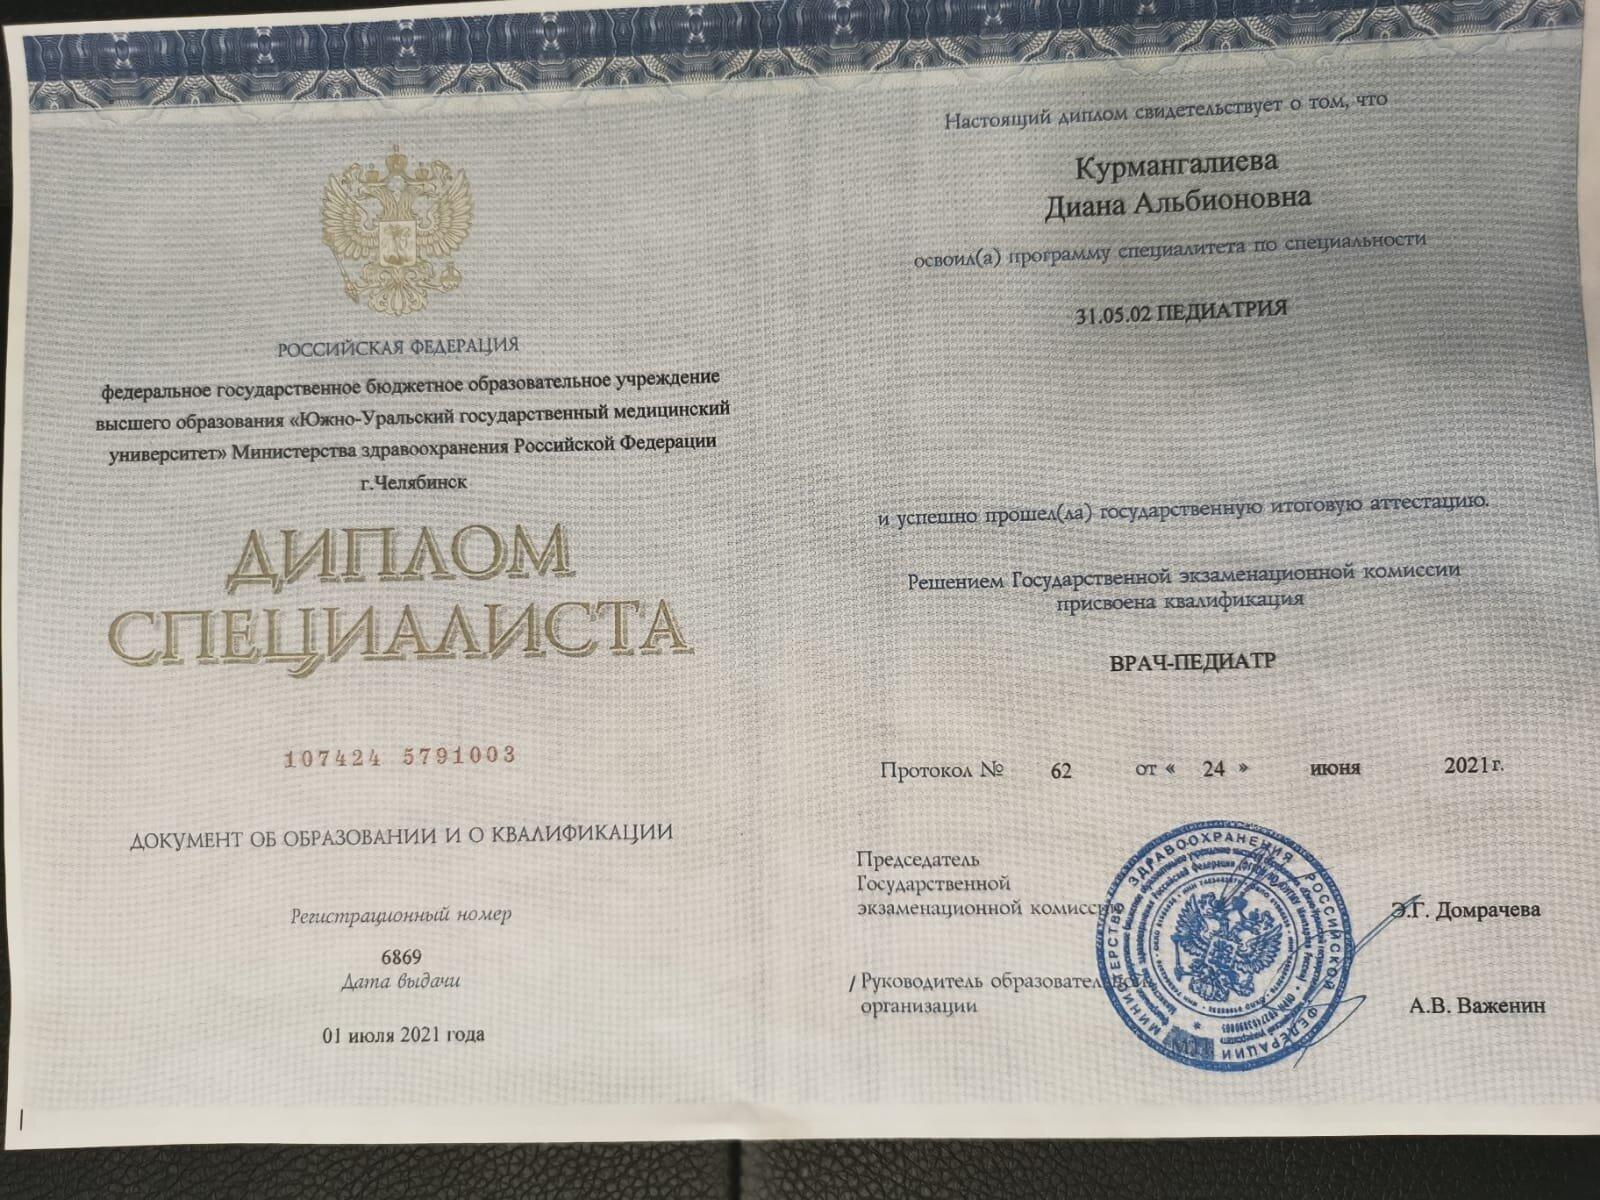 РОССИЙСКАЯ ФЕДЕРАЦИЯ
федеральное государственное бюджетное образовательное учреждение
высшего образования «Южно-Уральский государственный медицинский
университет» Министерства здравоохранения Российской Федерации
г.Челябинск
ДИПЛОМ
СПЕЦИАЛИСТА
107424 5791003
ДОКУМЕНТ ОБ ОБРАЗОВАНИИ И О КВАЛИФИКАЦИИ
Регистрационный номер
6869
Дата выдачи
01 июля 2021 года
Настоящий диплом свидетельствует о том, что
Курмангалиева
Диана Альбионовна
освоил(а) программу специалитета по специальности
31.05.02 ПЕДИАТРИЯ
и успешно прошел(ла) государственную итоговую аттестацию.
Решением Государственной экзаменационной комиссии
присвоена квалификация
ВРАЧ-ПЕДИАТР
Протокол № 62 от « 24 » июня 2021г.
Председатель
Государственной
экзаменационной комиссии
Э.Г. Домрачева
/ Руководитель образовательной
организации
А.В. Важенин
МИНИСТЕРСТВО ЗДРАВООХРАНЕНИЯ РОССИЙСКОЙ ФЕДЕРАЦИИ